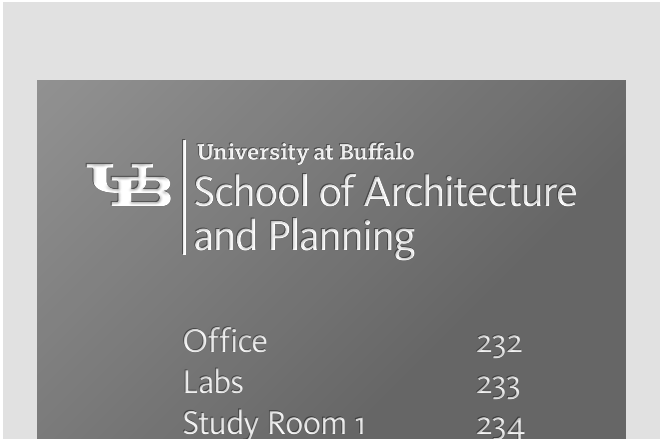 UB
University at Buffalo
School of Architecture
and Planning
Office 232
Labs 233
Study Room 1 234